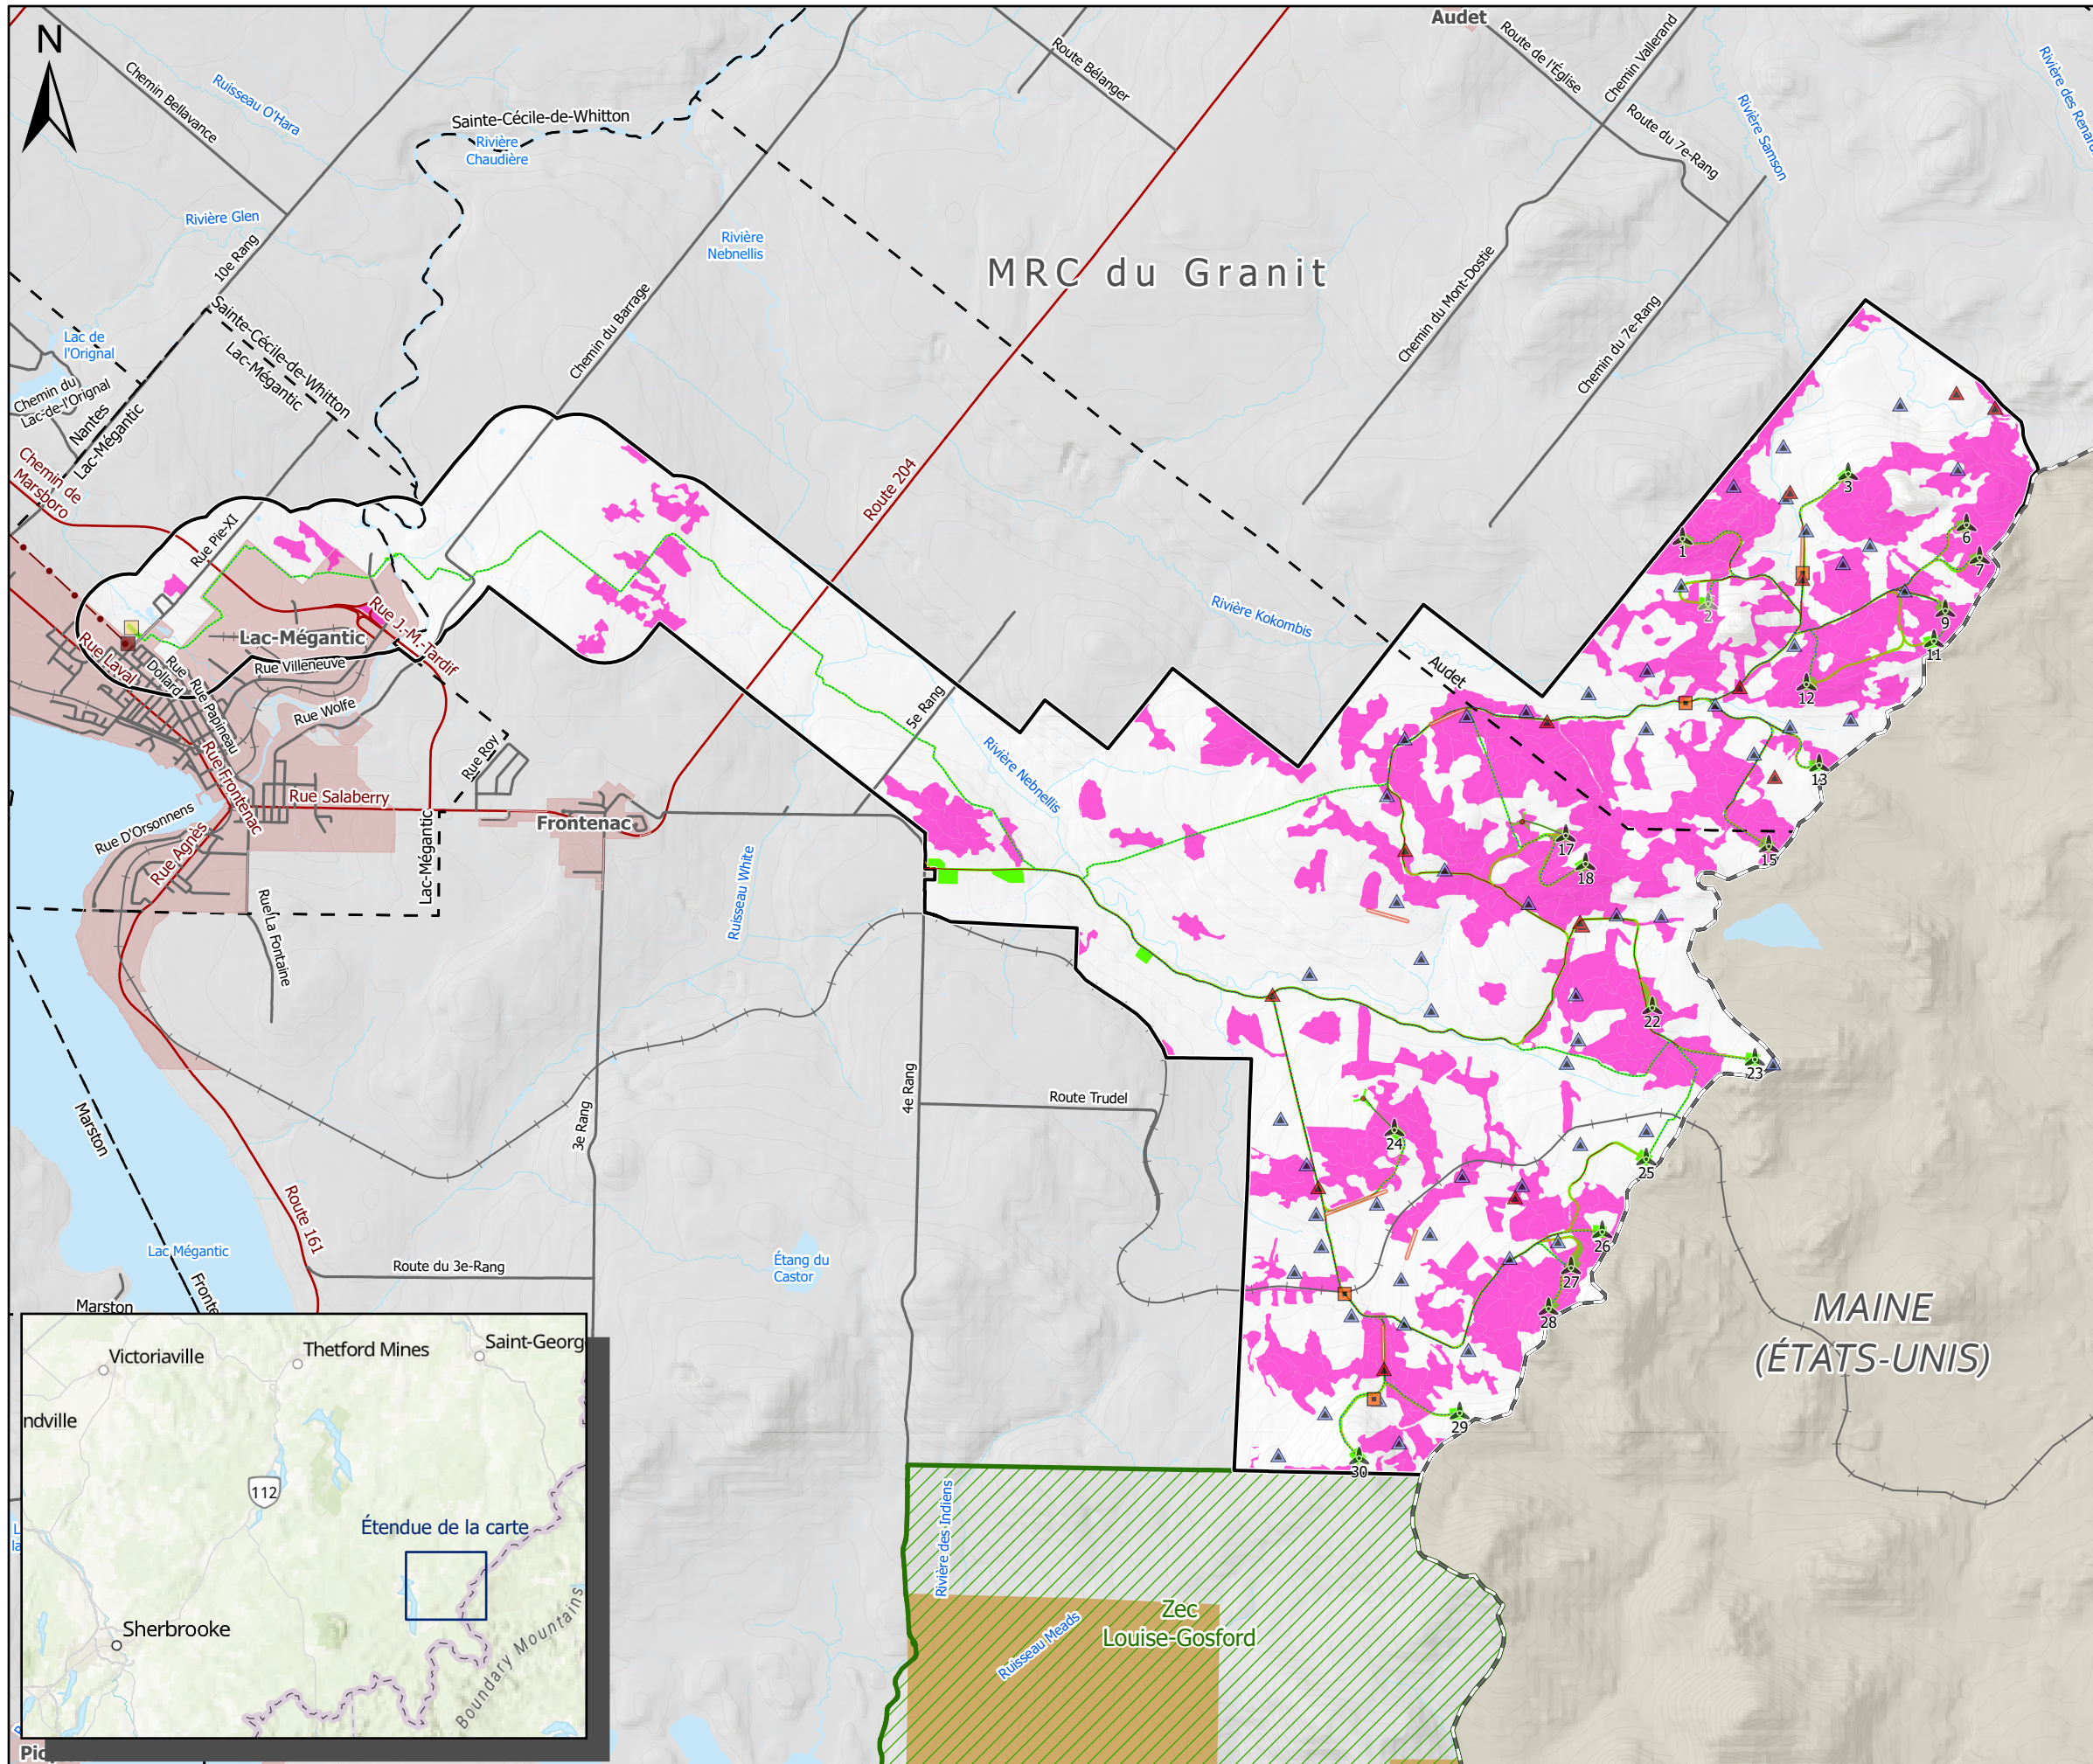 N
Audet
Chemin Bellavance
Ruisseau O'Hara
Sainte-Cécile-de-Whitton
Rivière
Chaudière
Route Bélanger
Route de l'Église
Chemin Vallerand
Route du 7e-Rang
Rivière Samson
Rivière Glen
10e Rang
Rivière
Nebnellis
MRC du Granit
Chemin du Barrage
Chemin du Mont-Dostie
Chemin du 7e-Rang
Lac de
l'Orignal
Chemin du
Lac-de-l'Orignal
Nantes
Lac-Mégantic
Sainte-Cécile-de-Whitton
Lac-Mégantic
Chemin de
Marsboro
Route 204
Rue Pie-XI
Rivière Kokombis
Rue J.-M.-Tardif
Lac-Mégantic
Rue Villeneuve
Rue Laval
Rue
Dollard
Rue Papineau
Rue Wolfe
Rue Frontenac
Rue Roy
Rue Salaberry
Frontenac
Rue D'Orsonnens
Rue Agnès
Lac-Mégantic
Rue La Fontaine
Ruisseau White
5e Rang
Rivière Nebnellis
Audet
1
2
3
6
7
9
11
12
13
15
17
18
22
23
24
25
26
27
28
29
30
4e Rang
3e Rang
Route Trudel
Marston
Route 161
Lac Mégantic
Route du 3e-Rang
Étang du
Castor
Marston
MAINE
(ÉTATS-UNIS)
Rivière des Indiens
Ruisseau Meads
Zec
Louise-Gosford
Victoriaville
Thetford Mines
Saint-Georg
ndville
112
Étendue de la carte
Sherbrooke
Boundary Mountains